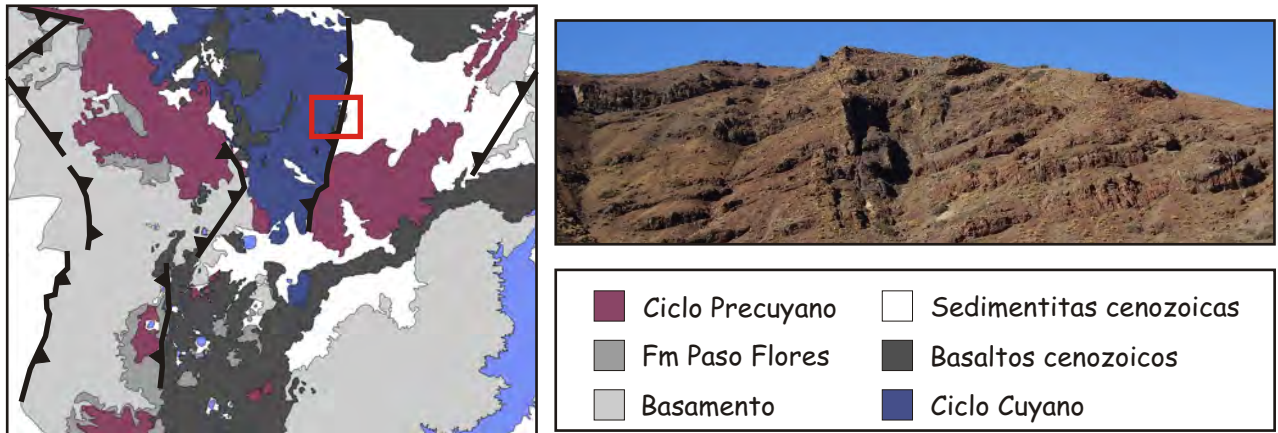 Ciclo Precuyano
Sedimentitas cenozoicas
Fm Paso Flores
Basaltos cenozoicos
Basamento
Ciclo Cuyano